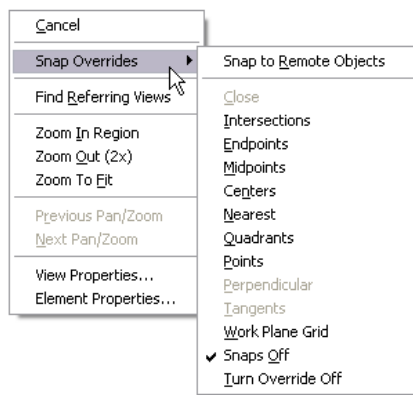 Cancel
Snap Overrides
Find Referring Views
Zoom In Region
Zoom Out (2x)
Zoom To Fit
Previous Pan/Zoom
Next Pan/Zoom
View Properties...
Element Properties...
Snap to Remote Objects
Close
Intersections
Endpoints
Midpoints
Centers
Nearest
Quadrants
Points
Perpendicular
Tangents
Work Plane Grid
Snaps Off
Turn Override Off